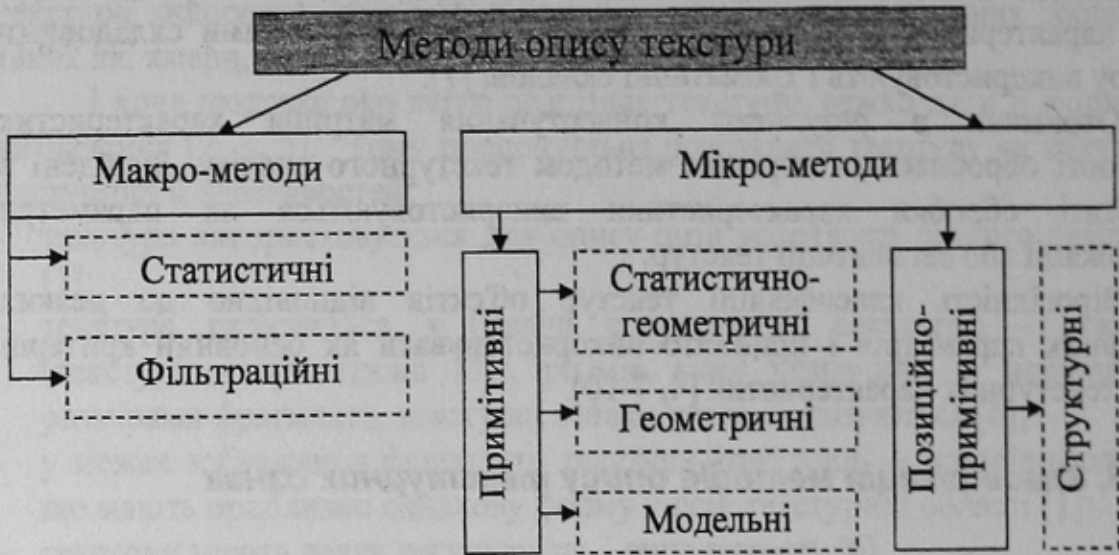 Методи опису текстури
Макро-методи
Мікро-методи
Статистичні
Фільтраційні
Примітивні
Статистично-
геометричні
Геометричні
Модельні
Позиційно-
примітивні
Структурні